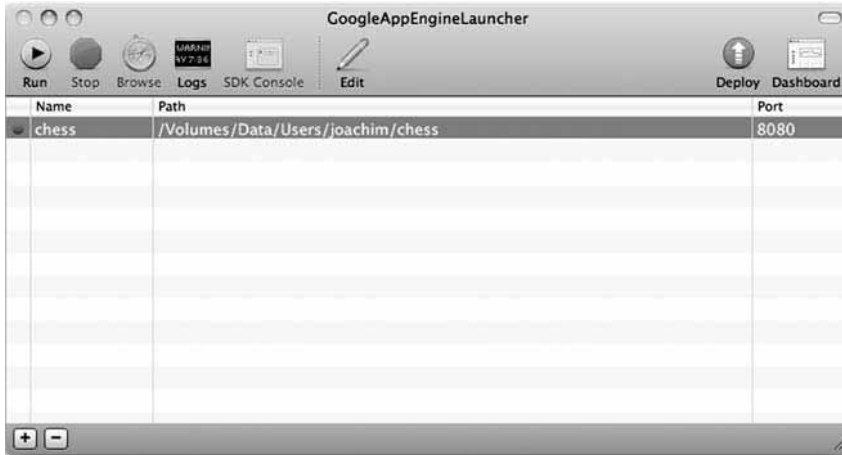 GoogleAppEngineLauncher
Run Stop Browse Logs SDK Console Edit Deploy Dashboard
Name Path Port
chess /Volumes/Data/Users/joachim/chess 8080